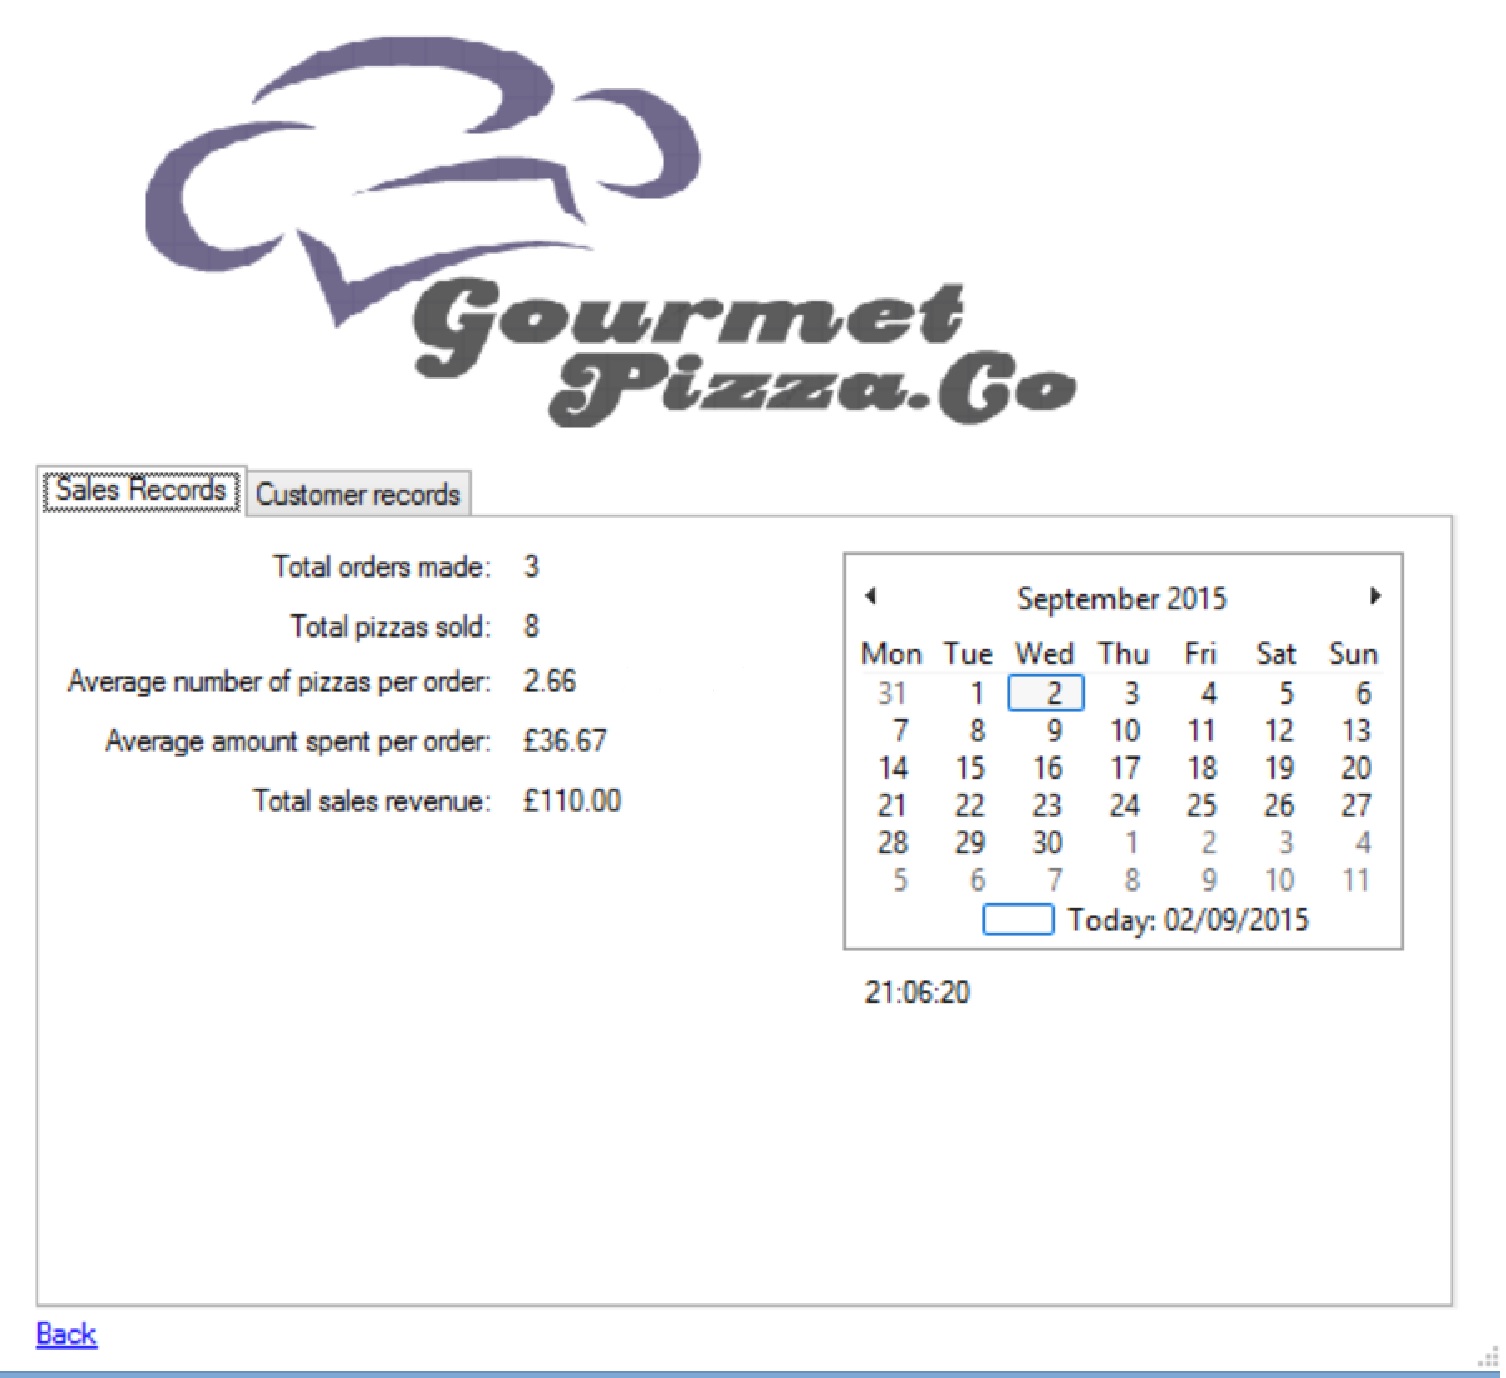 Gourmet
Pizza.Co
Sales Records
Customer records
Total orders made: 3
Total pizzas sold: 8
Average number of pizzas per order: 2.66
Average amount spent per order: £36.67
Total sales revenue: £110.00
September 2015
Mon Tue Wed Thu Fri Sat Sun
31 1 2 3 4 5 6
7 8 9 10 11 12 13
14 15 16 17 18 19 20
21 22 23 24 25 26 27
28 29 30 1 2 3 4
5 6 7 8 9 10 11
Today: 02/09/2015
21:06:20
Back